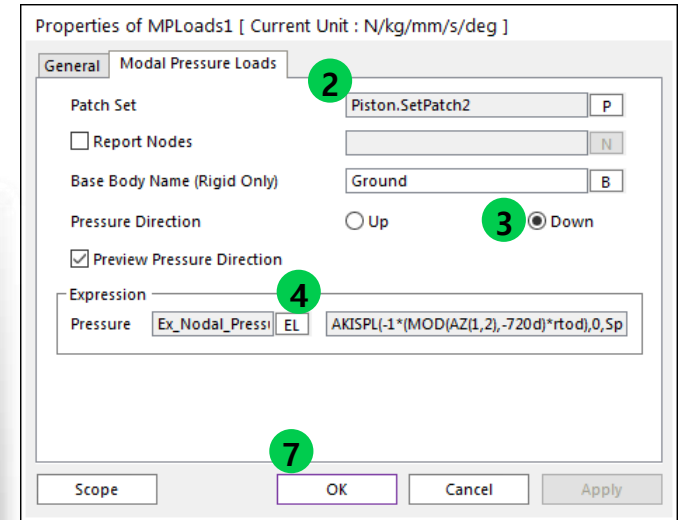 Properties of MPLoads1 [ Current Unit : N/kg/mm/s/deg ]
General Modal Pressure Loads
2
Patch Set Piston.SetPatch2 P
Report Nodes N
Base Body Name (Rigid Only) Ground B
Pressure Direction Up 3 Down
Preview Pressure Direction
Expression 4
Pressure Ex_Nodal_Press EL AKISPL(-1*(MOD(AZ(1,2),-720d)*rtod),0,Sp
7
Scope OK Cancel Apply